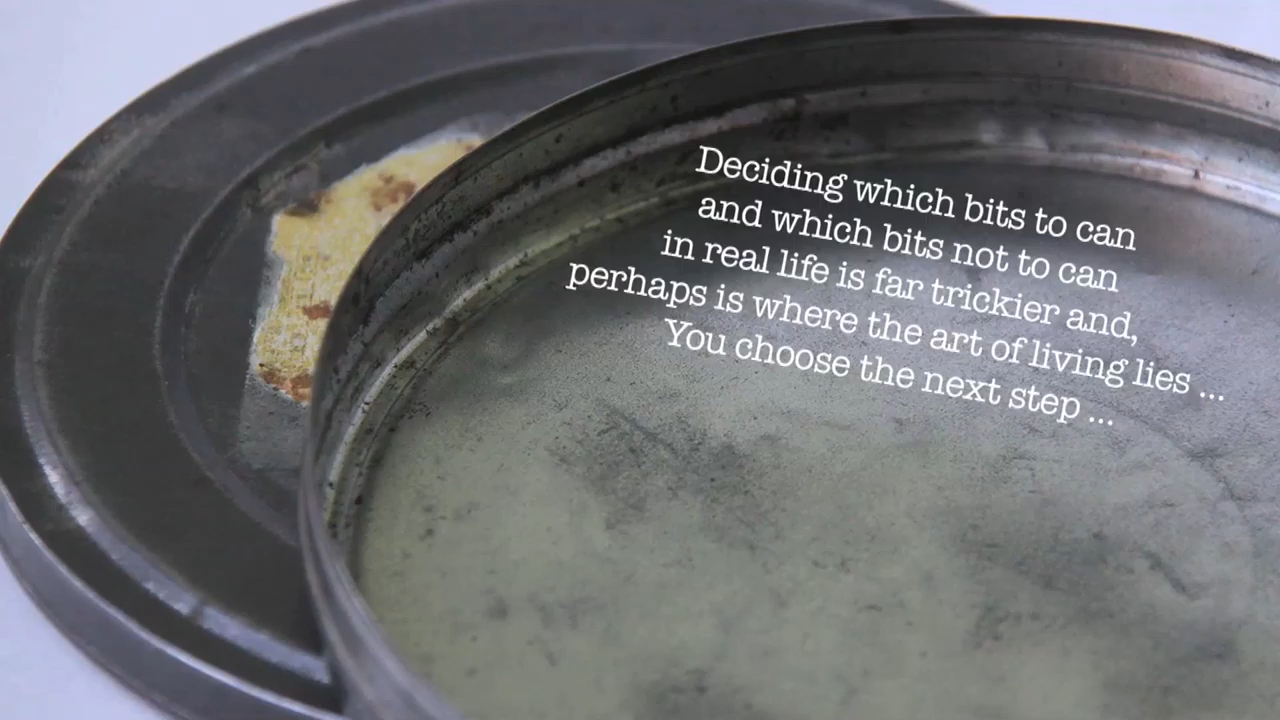 Deciding which bits to can
and which bits not to can
in real life is far trickier and,
perhaps is where the art of living lies ...
You choose the next step ...